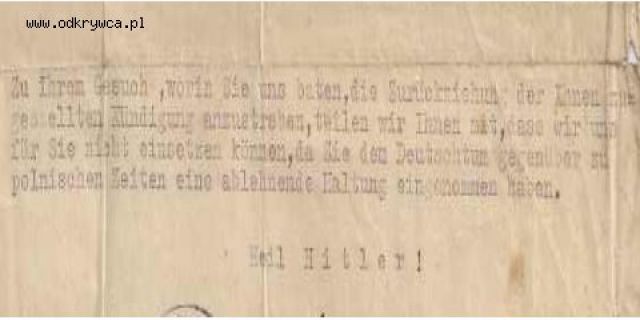 www.odkrywca.pl
Zu Ihrem Gesuch ,worin Sie uns baten,die Zurückziehung der Ihnen zu=
gestellten Kündigung anzustreben,teilen wir Ihnen mit,dass wir uns
für Sie nicht einsetzen können,da Sie dem Deutschtum gegenüber zu
polnischen Zeiten eine ablehnende Haltung eingenommen haben.
Heil Hitler!